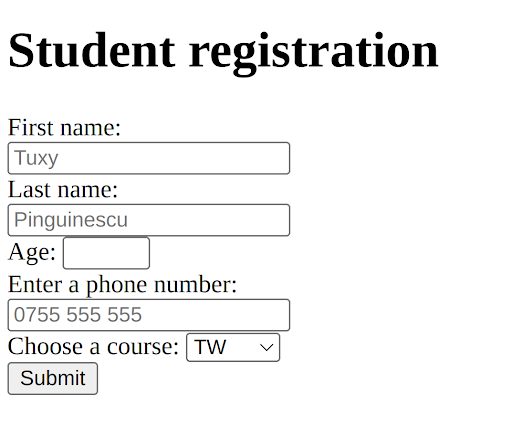 Student registration
First name:
Tuxy
Last name:
Pinguinescu
Age:
Enter a phone number:
0755 555 555
Choose a course: TW
Submit